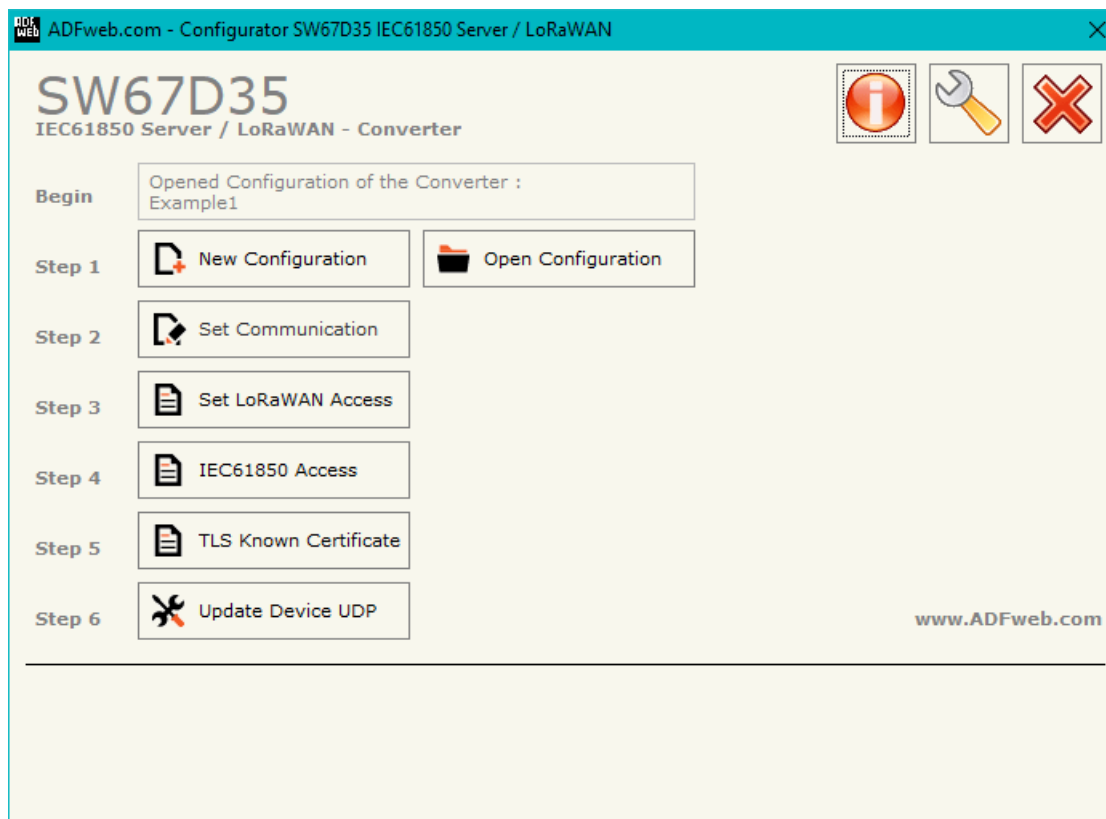 ADF
WEB
ADFweb.com - Configurator SW67D35 IEC61850 Server / LoRaWAN
SW67D35
IEC61850 Server / LoRaWAN - Converter
Begin
Opened Configuration of the Converter :
Example1
Step 1
New Configuration
Open Configuration
Step 2
Set Communication
Step 3
Set LoRaWAN Access
Step 4
IEC61850 Access
Step 5
TLS Known Certificate
Step 6
Update Device UDP
www.ADFweb.com